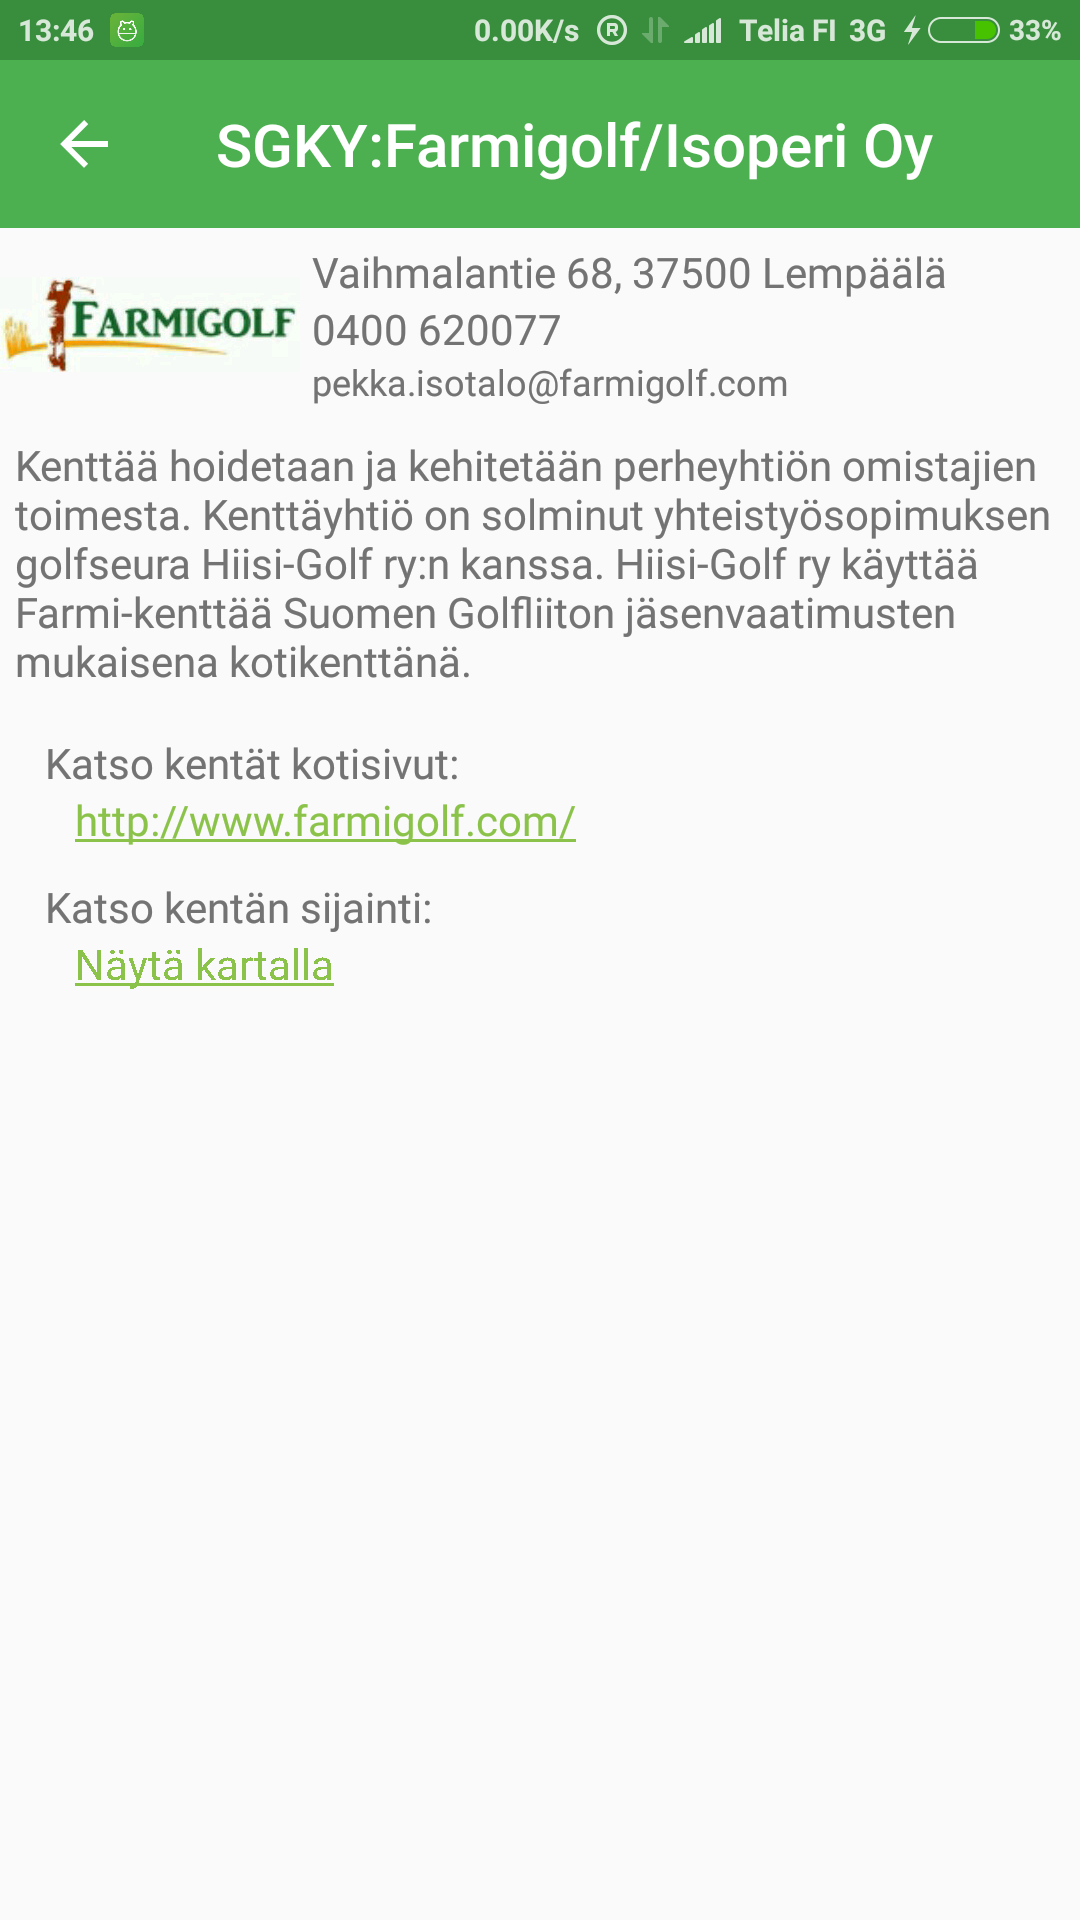 13:46 0.00K/s R Telia FI 3G 33%
SGKY:Farmigolf/Isoperi Oy
FARMIGOLF
Vaihmalantie 68, 37500 Lempäälä
0400 620077
pekka.isotalo@farmigolf.com
Kenttää hoidetaan ja kehitetään perheyhtiön omistajien
toimesta. Kenttäyhtiö on solminut yhteistyösopimuksen
golfseura Hiisi-Golf ry:n kanssa. Hiisi-Golf ry käyttää
Farmi-kenttää Suomen Golfliiton jäsenvaatimusten
mukaisena kotikenttänä.
Katso kentät kotisivut:
http://www.farmigolf.com/
Katso kentän sijainti:
Näytä kartalla